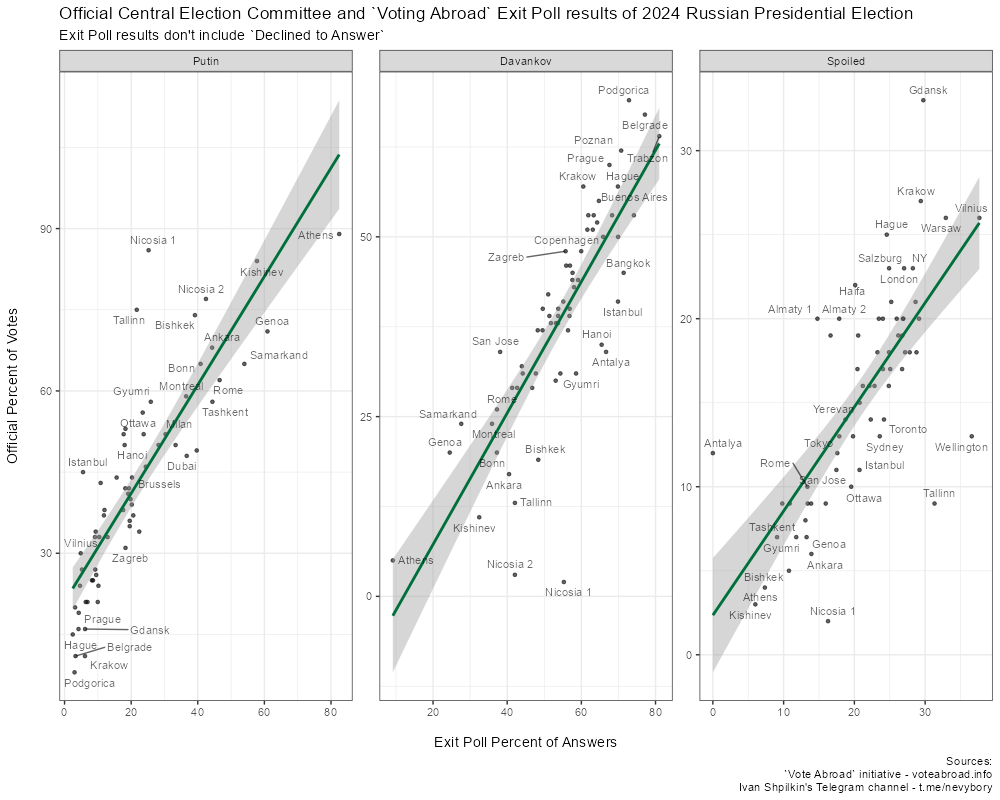 Official Central Election Committee and `Voting Abroad` Exit Poll results of 2024 Russian Presidential Election
Exit Poll results don't include `Declined to Answer`
Putin
Davankov
Spoiled
Official Percent of Votes
90
60
30
0
20
40
60
80
Nicosia 1
Athens
Kishinev
Nicosia 2
Tallinn
Bishkek
Genoa
Ankara
Samarkand
Bonn
Montreal
Rome
Gyumri
Tashkent
Ottawa
Milan
Hanoi
Dubai
Istanbul
Brussels
Vilnius
Zagreb
Prague
Gdansk
Hague
Belgrade
Krakow
Podgorica
50
25
0
20
40
60
80
Podgorica
Belgrade
Poznan
Prague
Trabzon
Krakow
Hague
Buenos Aires
Copenhagen
Zagreb
Bangkok
Istanbul
San Jose
Hanoi
Antalya
Gyumri
Rome
Samarkand
Montreal
Genoa
Bonn
Bishkek
Ankara
Tallinn
Kishinev
Athens
Nicosia 2
Nicosia 1
30
20
10
0
0
10
20
30
Gdansk
Krakow
Vilnius
Hague
Warsaw
Salzburg
NY
London
Haifa
Almaty 1
Almaty 2
Yerevan
Toronto
Antalya
Tokyo
Sydney
Wellington
Rome
Istanbul
San Jose
Ottawa
Tallinn
Tashkent
Gyumri
Genoa
Ankara
Bishkek
Athens
Kishinev
Nicosia 1
Exit Poll Percent of Answers
Sources:
`Vote Abroad` initiative - voteabroad.info
Ivan Shpilkin's Telegram channel - t.me/nevybory